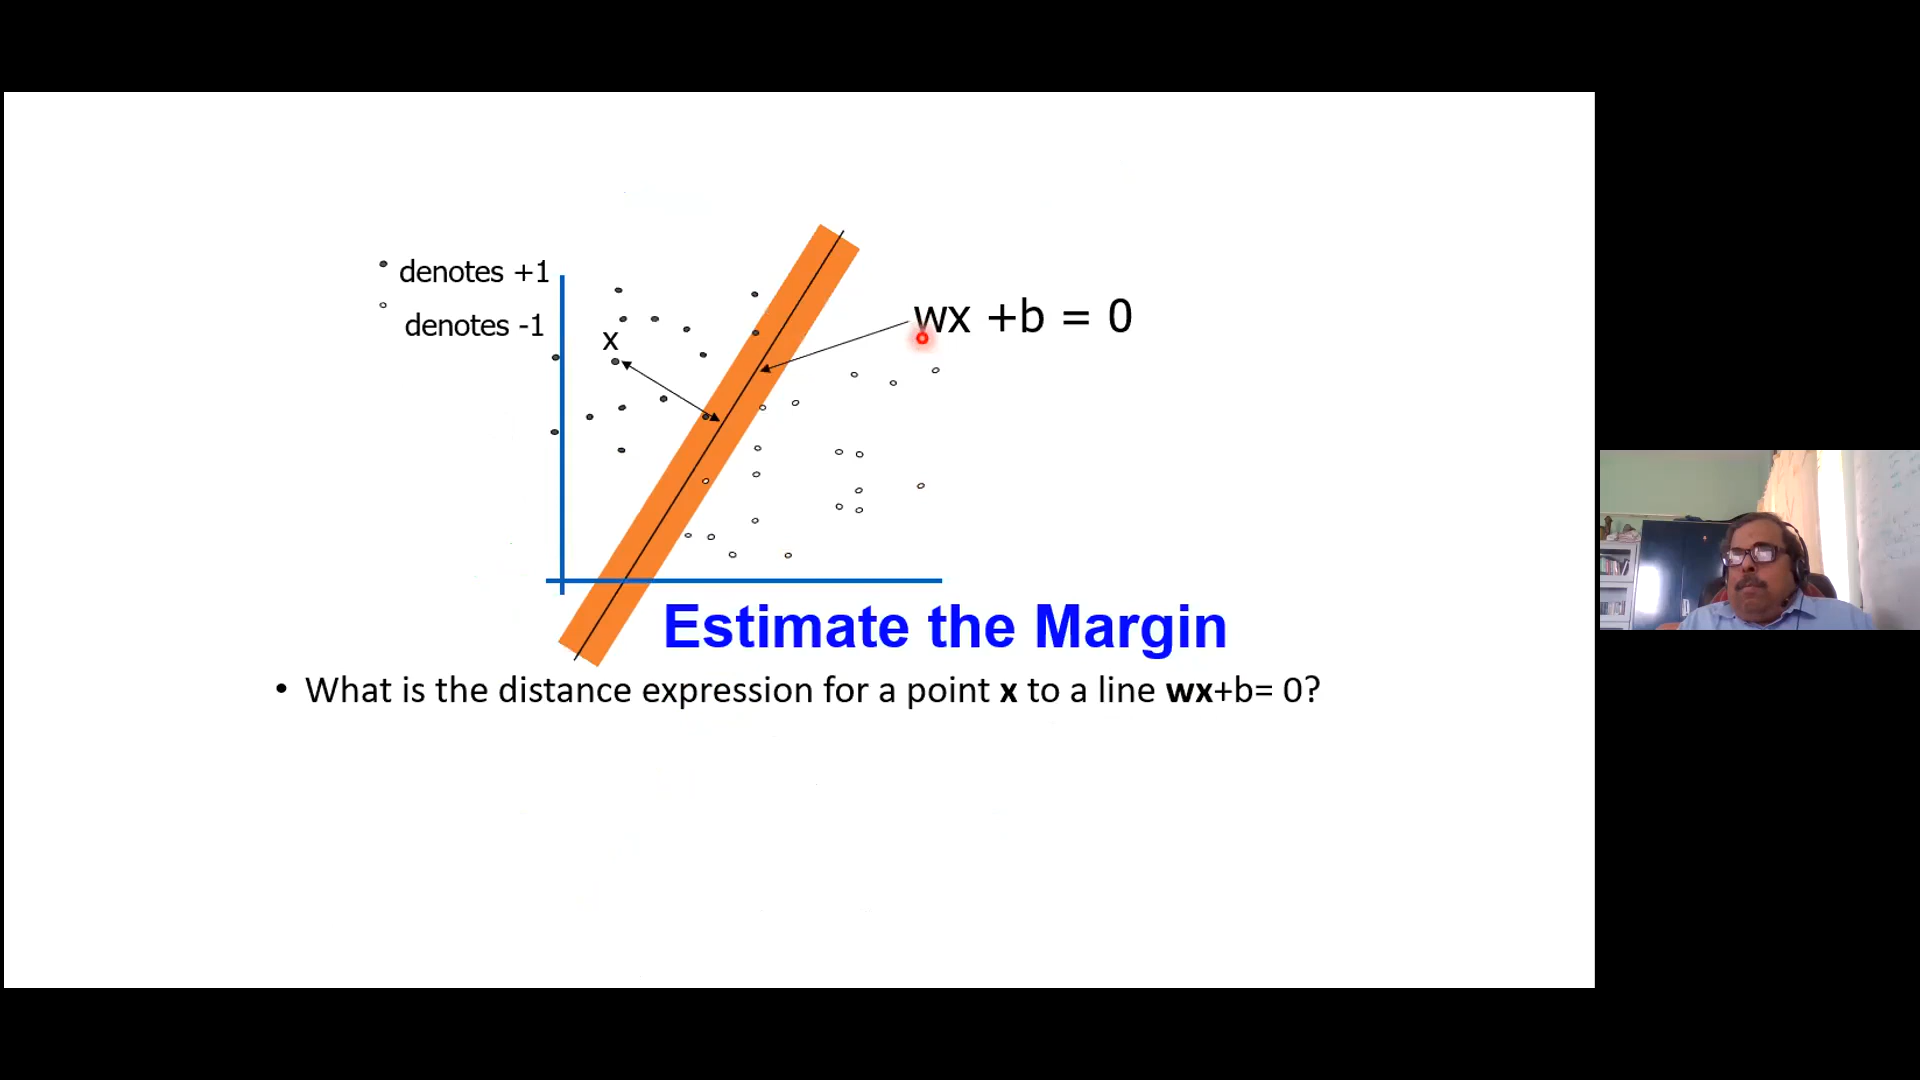 denotes +1
denotes -1
x
wx +b = 0
Estimate the Margin
• What is the distance expression for a point x to a line wx+b= 0?